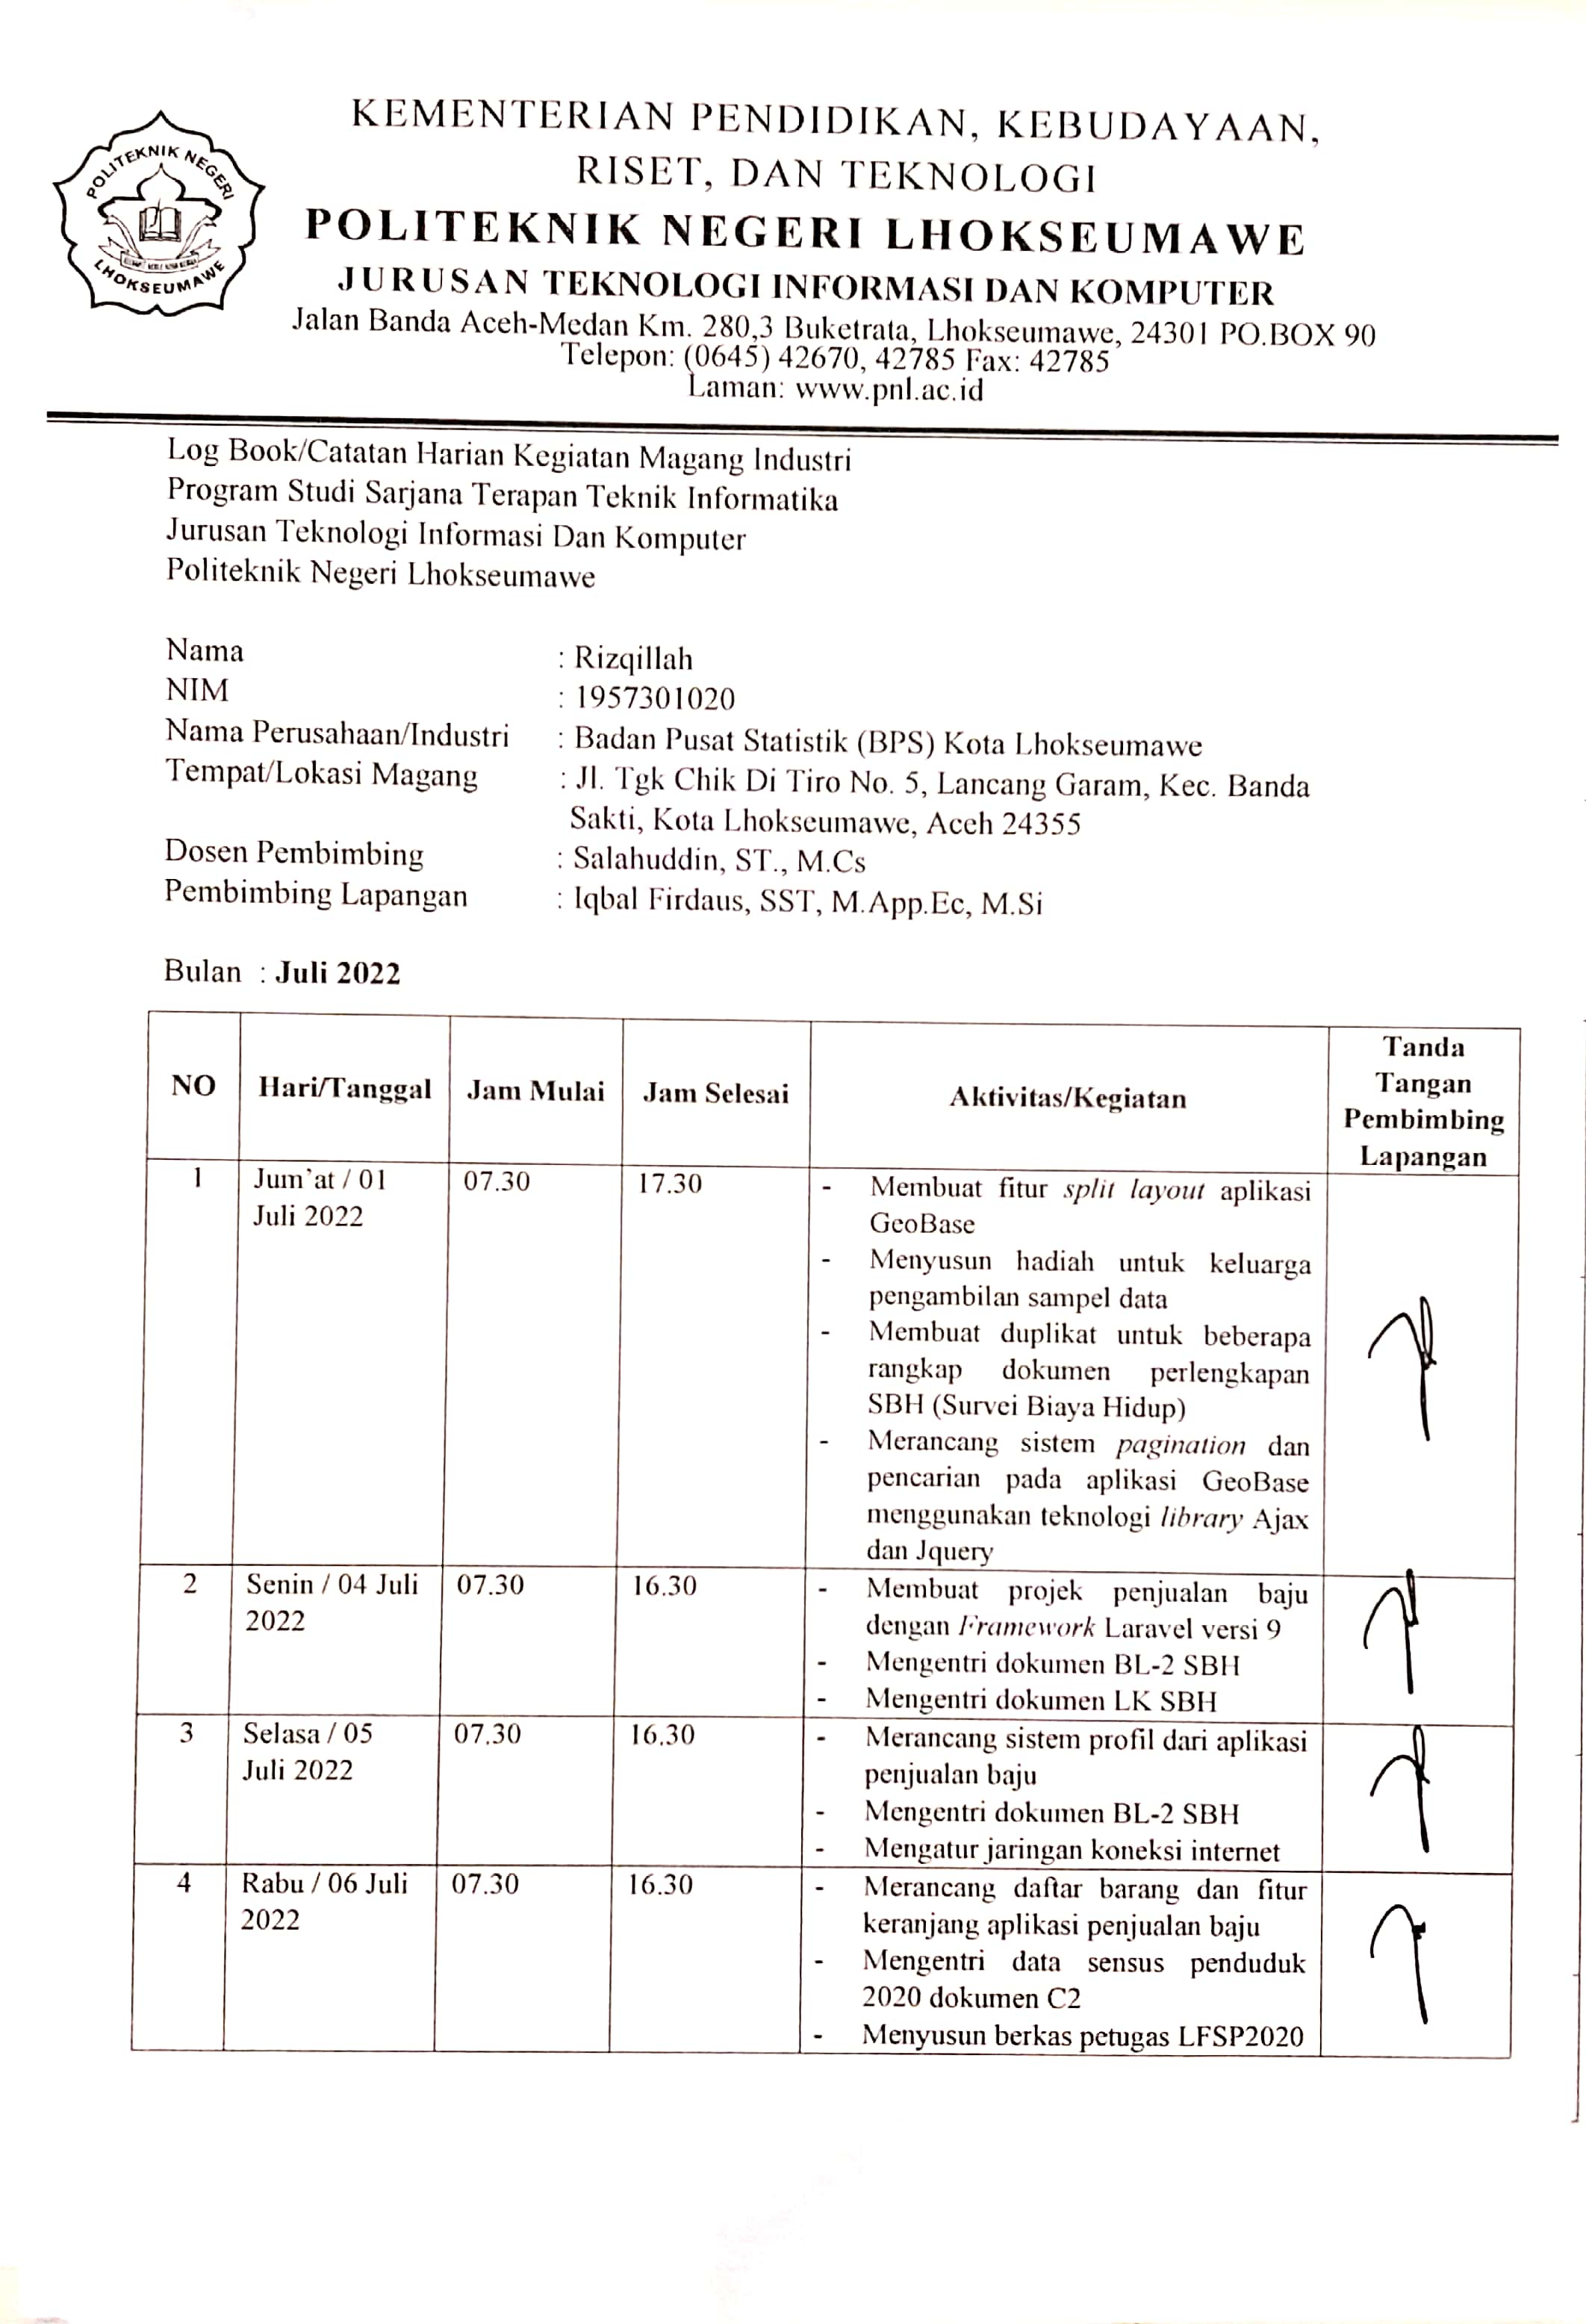 KEMENTERIAN PENDIDIKAN, KEBUDAYAAN,
RISET, DAN TEKNOLOGI
POLITEKNIK NEGERI LHOKSEUMAWE
JURUSAN TEKNOLOGI INFORMASI DAN KOMPUTER
Jalan Banda Aceh-Medan Km. 280,3 Buketrata, Lhokseumawe, 24301 PO.BOX 90
Telepon: (0645) 42670, 42785 Fax: 42785
Laman: www.pnl.ac.id
POLITEKNIK NEGERI
LHOKSEUMAWE
Log Book/Catatan Harian Kegiatan Magang Industri
Program Studi Sarjana Terapan Teknik Informatika
Jurusan Teknologi Informasi Dan Komputer
Politeknik Negeri Lhokseumawe
Nama : Rizqillah
NIM : 1957301020
Nama Perusahaan/Industri : Badan Pusat Statistik (BPS) Kota Lhokseumawe
Tempat/Lokasi Magang : Jl. Tgk Chik Di Tiro No. 5, Lancang Garam, Kec. Banda
Sakti, Kota Lhokseumawe, Aceh 24355
Dosen Pembimbing : Salahuddin, ST., M.Cs
Pembimbing Lapangan : Iqbal Firdaus, SST, M.App.Ec, M.Si
Bulan : Juli 2022
NO Hari/Tanggal Jam Mulai Jam Selesai Aktivitas/Kegiatan
Tanda
Tangan
Pembimbing
Lapangan
1 Jum'at / 01 07.30 17.30 - Membuat fitur split layout aplikasi
Juli 2022 GeoBase
- Menyusun hadiah untuk keluarga
pengambilan sampel data
- Membuat duplikat untuk beberapa
rangkap dokumen perlengkapan
SBH (Survei Biaya Hidup)
- Merancang sistem pagination dan
pencarian pada aplikasi GeoBase
menggunakan teknologi library Ajax
dan Jquery
2 Senin / 04 Juli 07.30 16.30 - Membuat projek penjualan baju
2022 dengan Framework Laravel versi 9
- Mengentri dokumen BL-2 SBH
- Mengentri dokumen LK SBH
3 Selasa / 05 07.30 16.30 - Merancang sistem profil dari aplikasi
Juli 2022 penjualan baju
- Mengentri dokumen BL-2 SBH
- Mengatur jaringan koneksi internet
4 Rabu / 06 Juli 07.30 16.30 - Merancang daftar barang dan fitur
2022 keranjang aplikasi penjualan baju
- Mengentri data sensus penduduk
2020 dokumen C2
- Menyusun berkas petugas LFSP2020